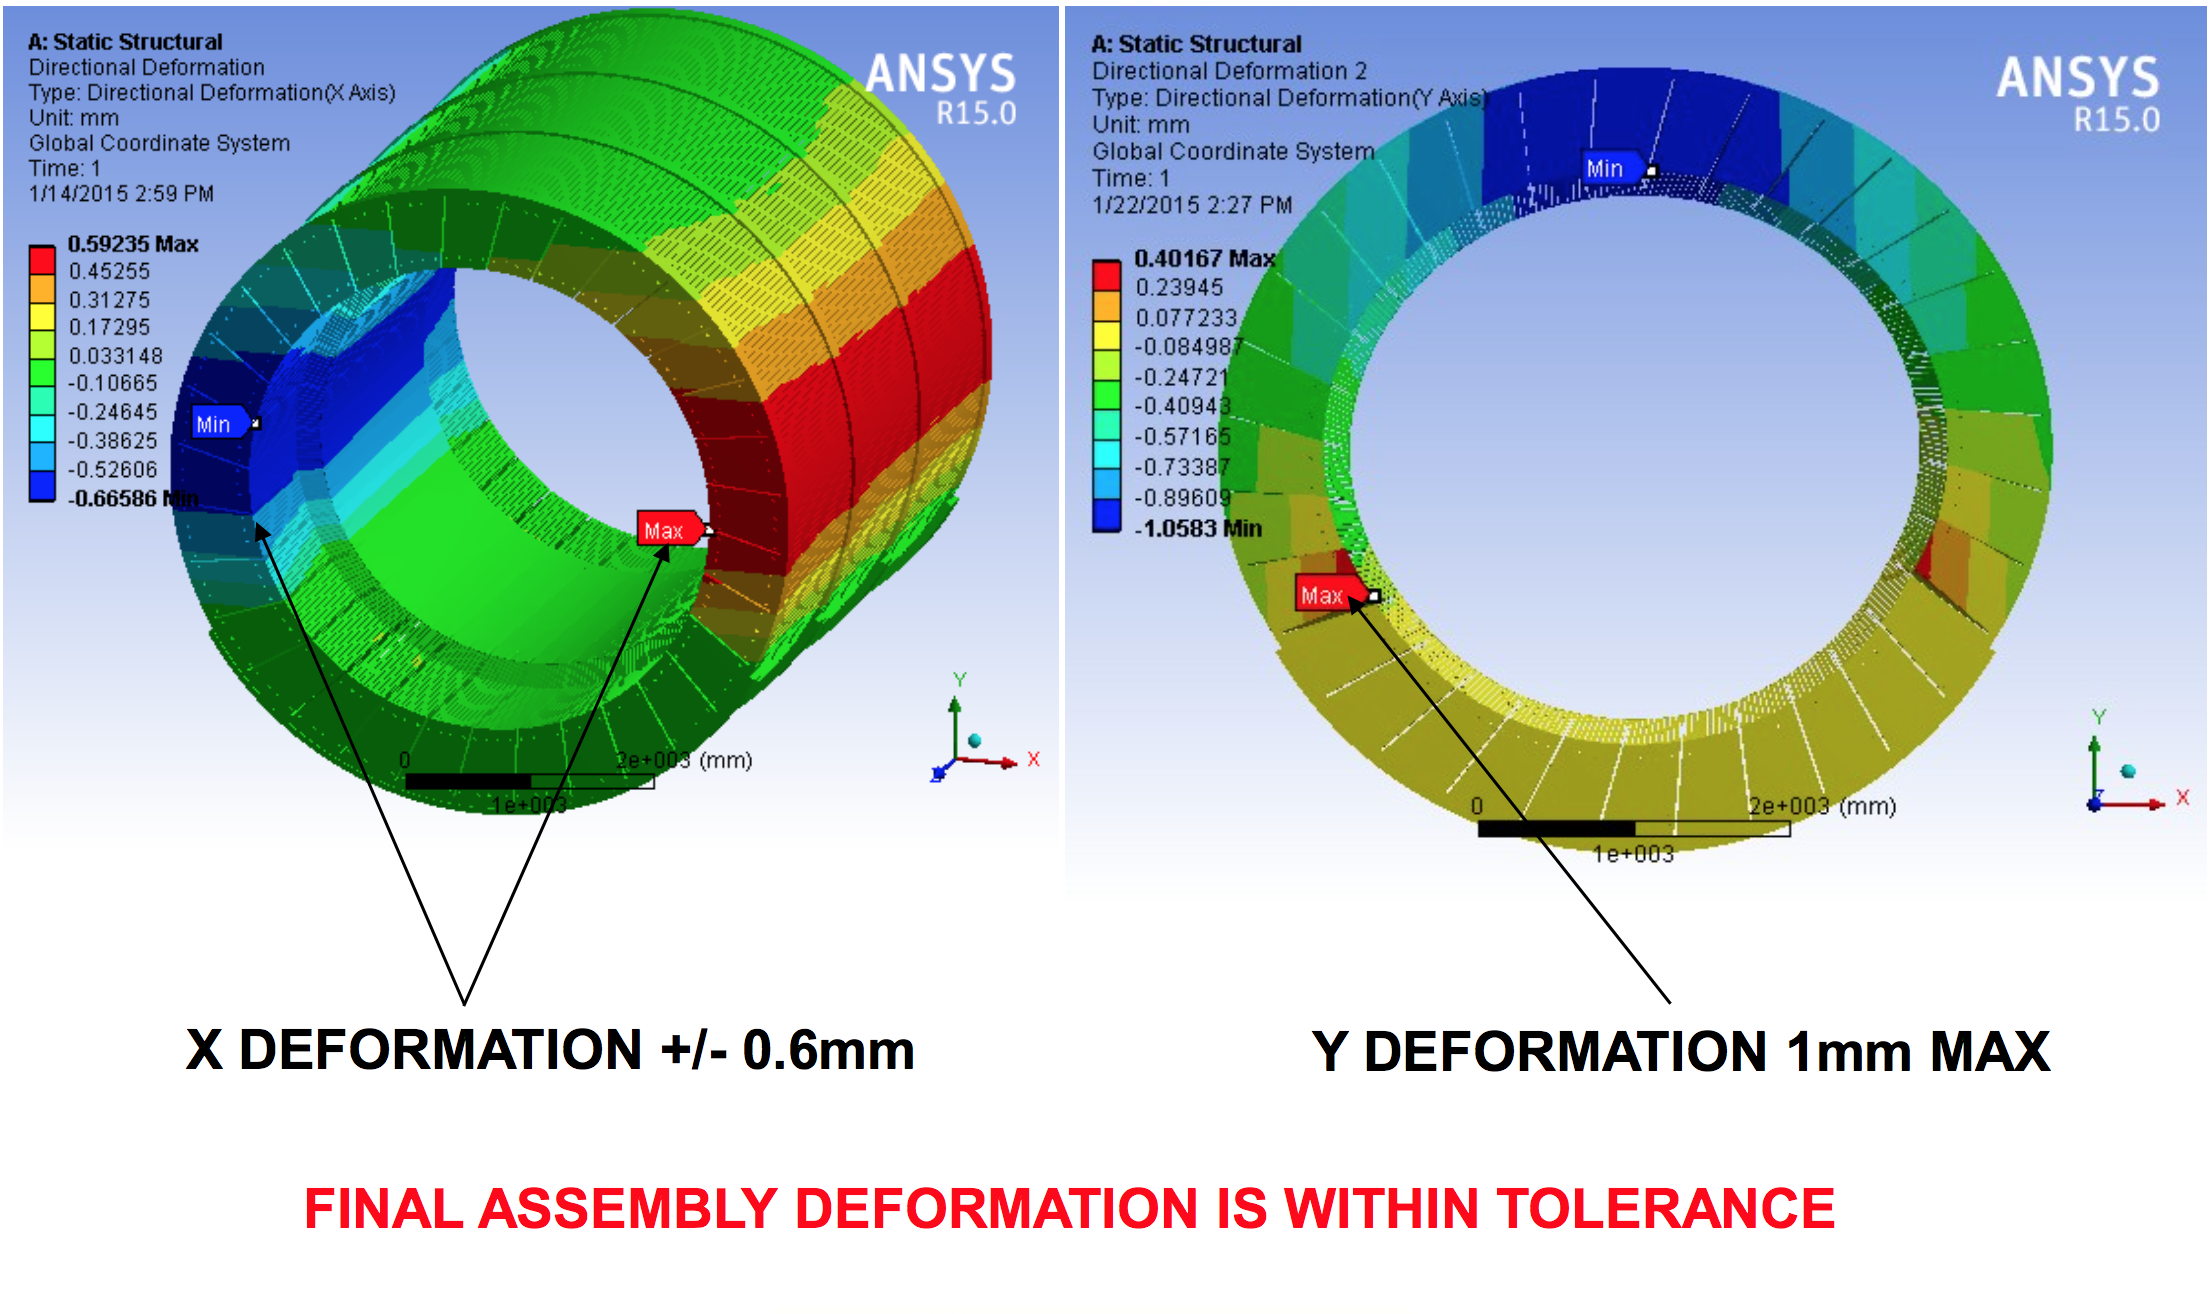 A: Static Structural
Directional Deformation
Type: Directional Deformation(X Axis)
Unit: mm
Global Coordinate System
Time: 1
1/14/2015 2:59 PM
ANSYS
R15.0
0.59235 Max
0.45255
0.31275
0.17295
0.033148
-0.10665
-0.24645
-0.38625
-0.52606
-0.66586 Min
Min
Max
0
2e+003 (mm)
1e+003
Y
X
Z
A: Static Structural
Directional Deformation 2
Type: Directional Deformation(Y Axis)
Unit: mm
Global Coordinate System
Time: 1
1/22/2015 2:27 PM
ANSYS
R15.0
0.40167 Max
0.23945
0.077233
-0.084987
-0.24721
-0.40943
-0.57165
-0.73387
-0.89609
-1.0583 Min
Min
Max
0
2e+003 (mm)
1e+003
Y
X
Z
X DEFORMATION +/- 0.6mm
Y DEFORMATION 1mm MAX
FINAL ASSEMBLY DEFORMATION IS WITHIN TOLERANCE